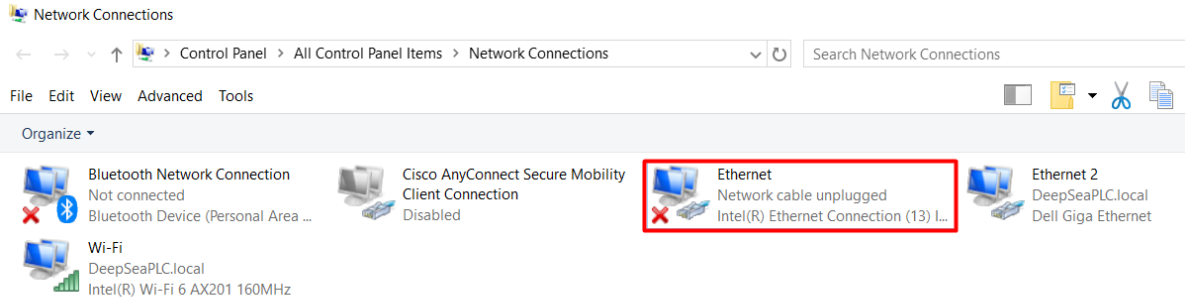 Network Connections
Control Panel > All Control Panel Items > Network Connections
Search Network Connections
File Edit View Advanced Tools
Organize
Bluetooth Network Connection
Not connected
Bluetooth Device (Personal Area ...
Cisco AnyConnect Secure Mobility
Client Connection
Disabled
Ethernet
Network cable unplugged
Intel(R) Ethernet Connection (13) I...
Ethernet 2
DeepSeaPLC.local
Dell Giga Ethernet
Wi-Fi
DeepSeaPLC.local
Intel(R) Wi-Fi 6 AX201 160MHz